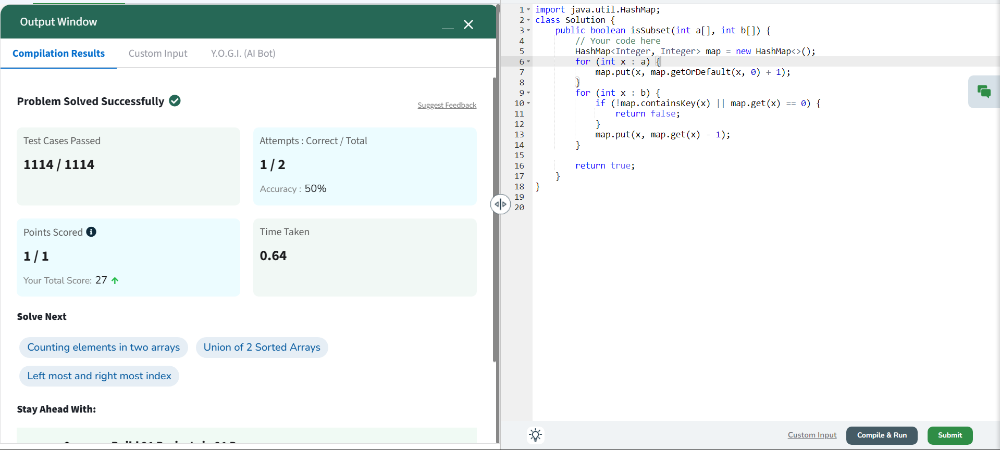 Output Window
Compilation Results Custom Input Y.O.G.I. (AI Bot)
Problem Solved Successfully
Suggest Feedback
Test Cases Passed
1114 / 1114
Attempts : Correct / Total
1 / 2
Accuracy : 50%
Points Scored
1 / 1
Your Total Score: 27
Time Taken
0.64
Solve Next
Counting elements in two arrays
Union of 2 Sorted Arrays
Left most and right most index
Stay Ahead With:
1 import java.util.HashMap;
2 class Solution {
3 public boolean isSubset(int a[], int b[]) {
4 // Your code here
5 HashMap<Integer, Integer> map = new HashMap<>();
6 for (int x : a) {
7 map.put(x, map.getOrDefault(x, 0) + 1);
8 }
9 for (int x : b) {
10 if (!map.containsKey(x) || map.get(x) == 0) {
11 return false;
12 }
13 map.put(x, map.get(x) - 1);
14 }
15
16 return true;
17 }
18 }
19
20
Custom Input
Compile & Run
Submit